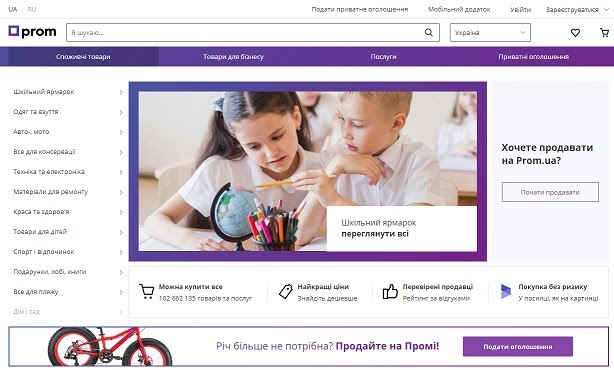 UA | RU
Подати приватне оголошення
Мобільний додаток
Увійти
Зареєструватися
prom
Я шукаю...
Україна
Споживчі товари
Товари для бізнесу
Послуги
Приватні оголошення
Шкільний ярмарок
Одяг та взуття
Авто-, мото
Все для консервації
Техніка та електроніка
Матеріали для ремонту
Краса та здоров'я
Товари для дітей
Спорт і відпочинок
Подарунки, хобі, книги
Все для пляжу
Дім і сад
Шкільний ярмарок
переглянути всі
Хочете продавати
на Prom.ua?
Почати продавати
Можна купити все
102 662 135 товарів та послуг
Найкращі ціни
Знайдіть дешевше
Перевірені продавці
Рейтинг за відгуками
Покупка без ризику
У посилці, як на картинці
Річ більше не потрібна? Продайте на Промі!
Подати оголошення